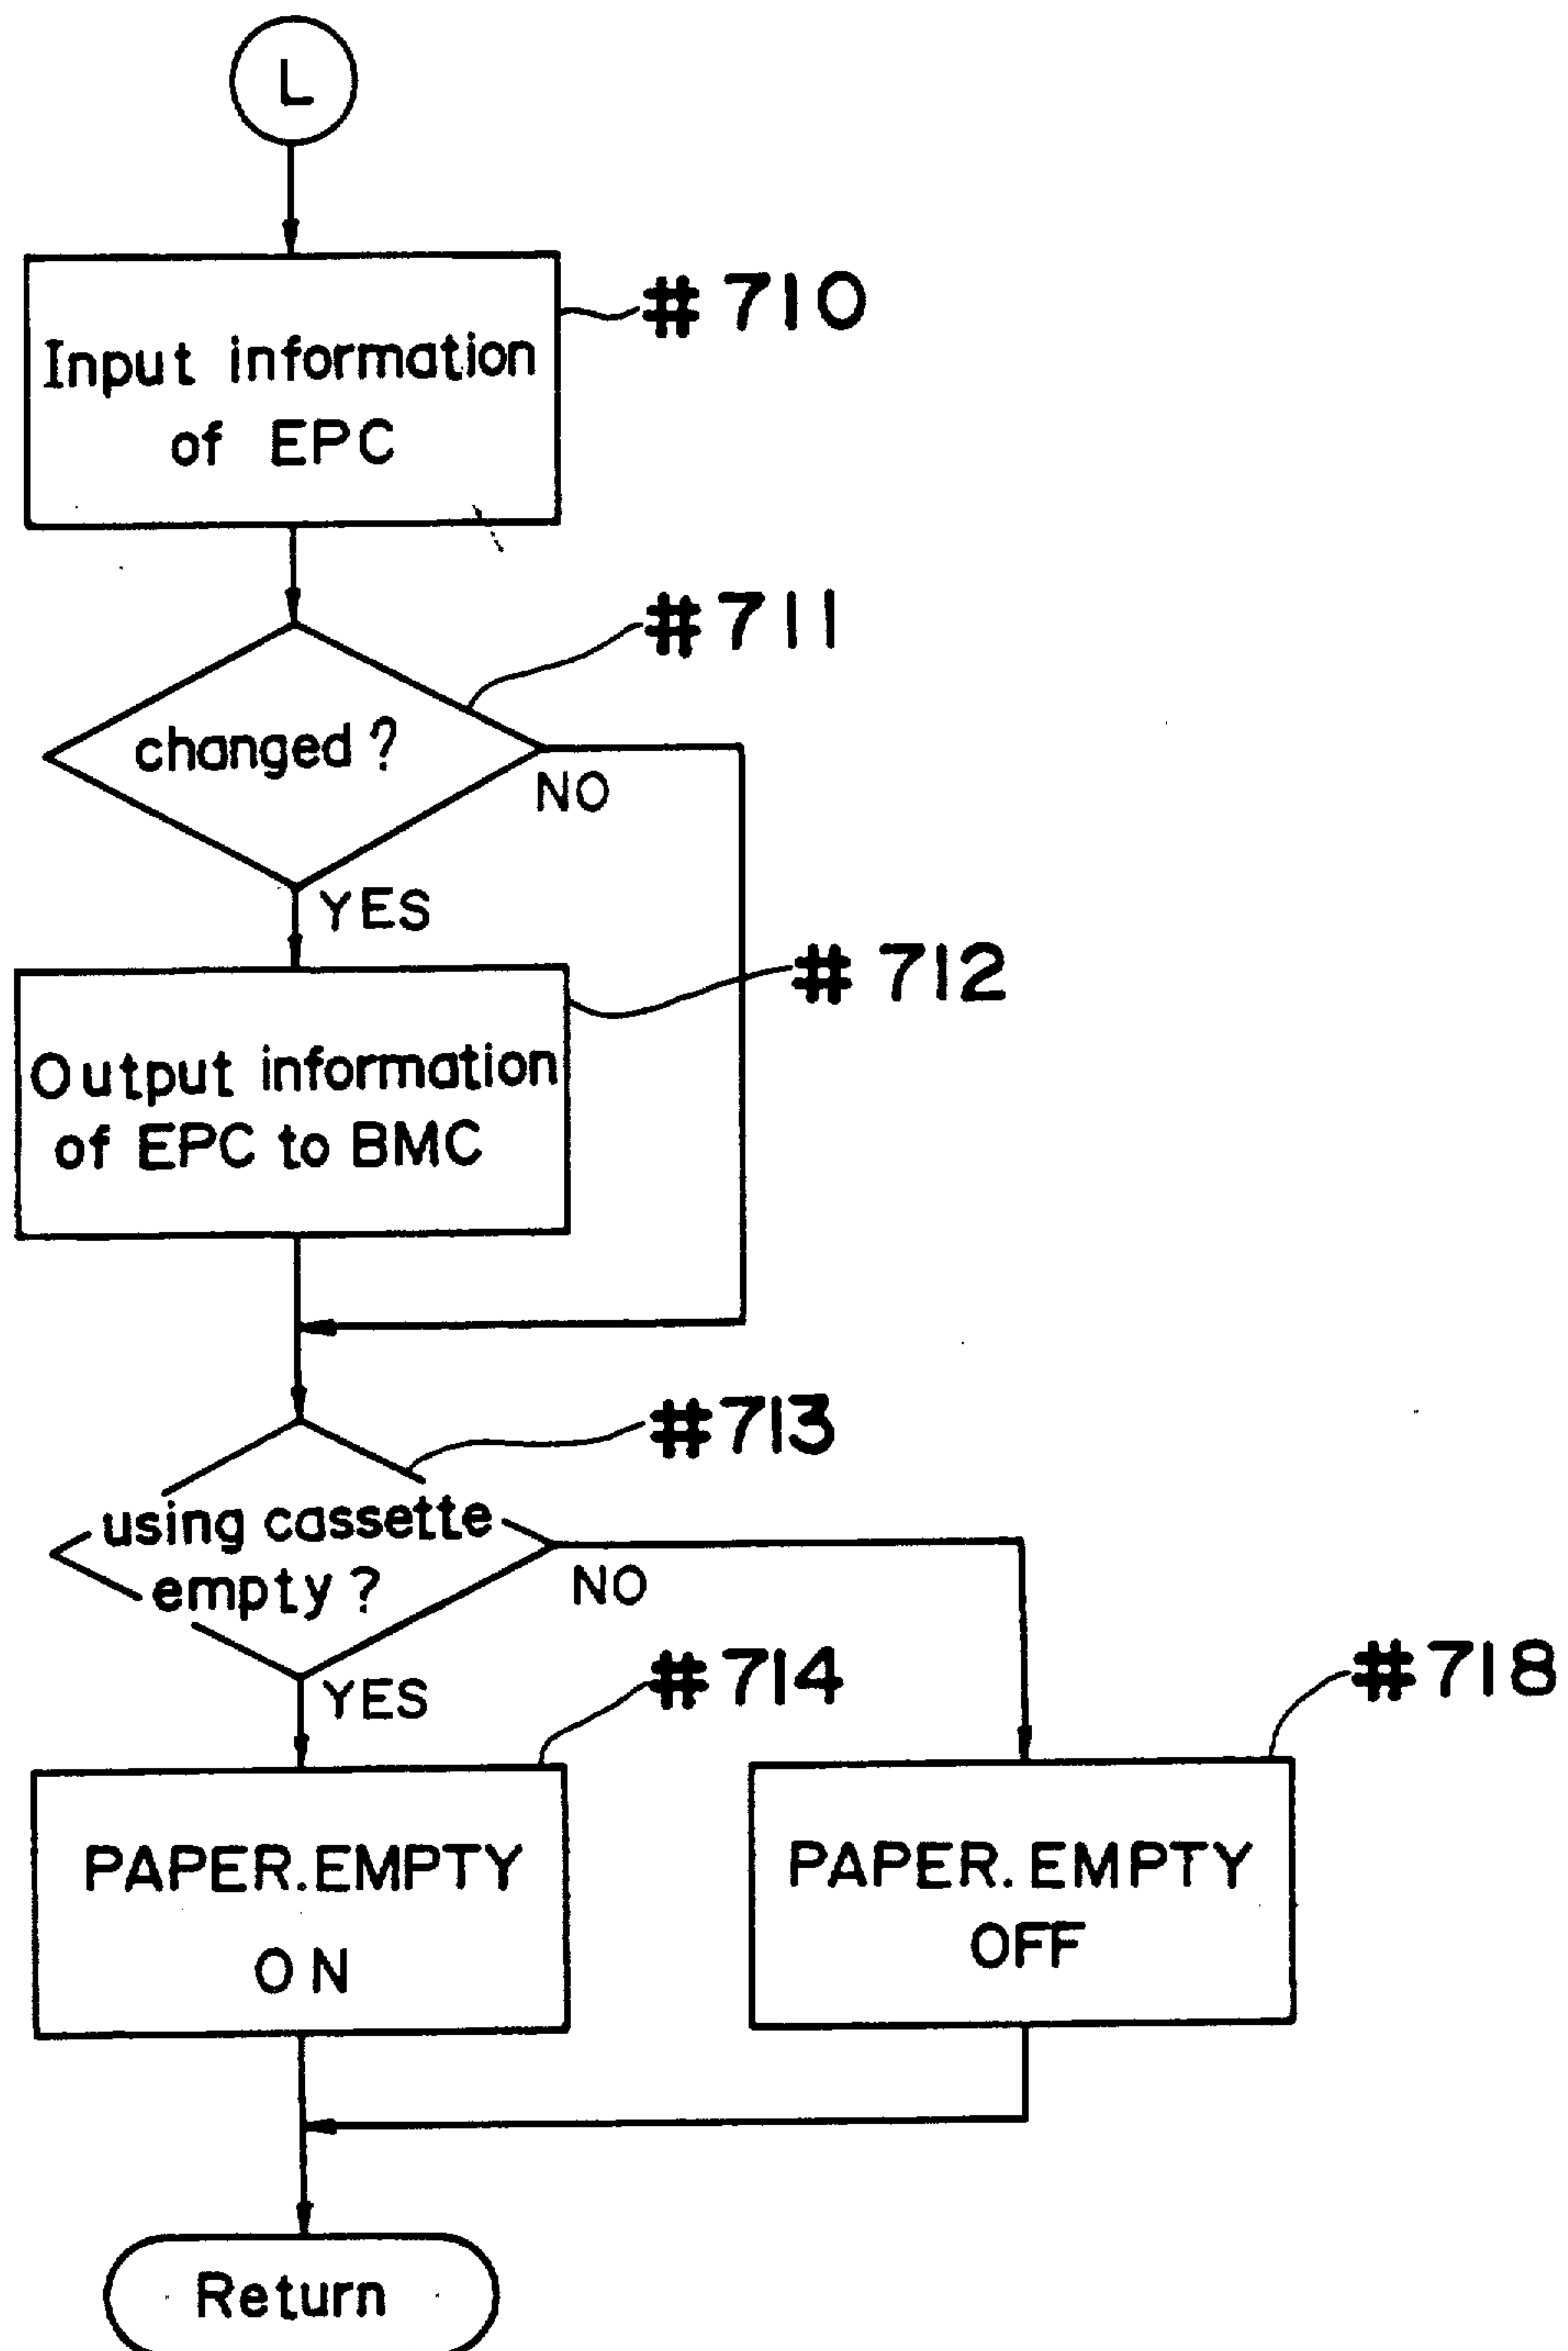 L
# 710
Input information
of EPC
#711
changed?
NO
YES
# 712
Output information
of EPC to BMC
#713
using cassette
empty?
NO
YES
#714
#718
PAPER.EMPTY
ON
PAPER.EMPTY
OFF
Return